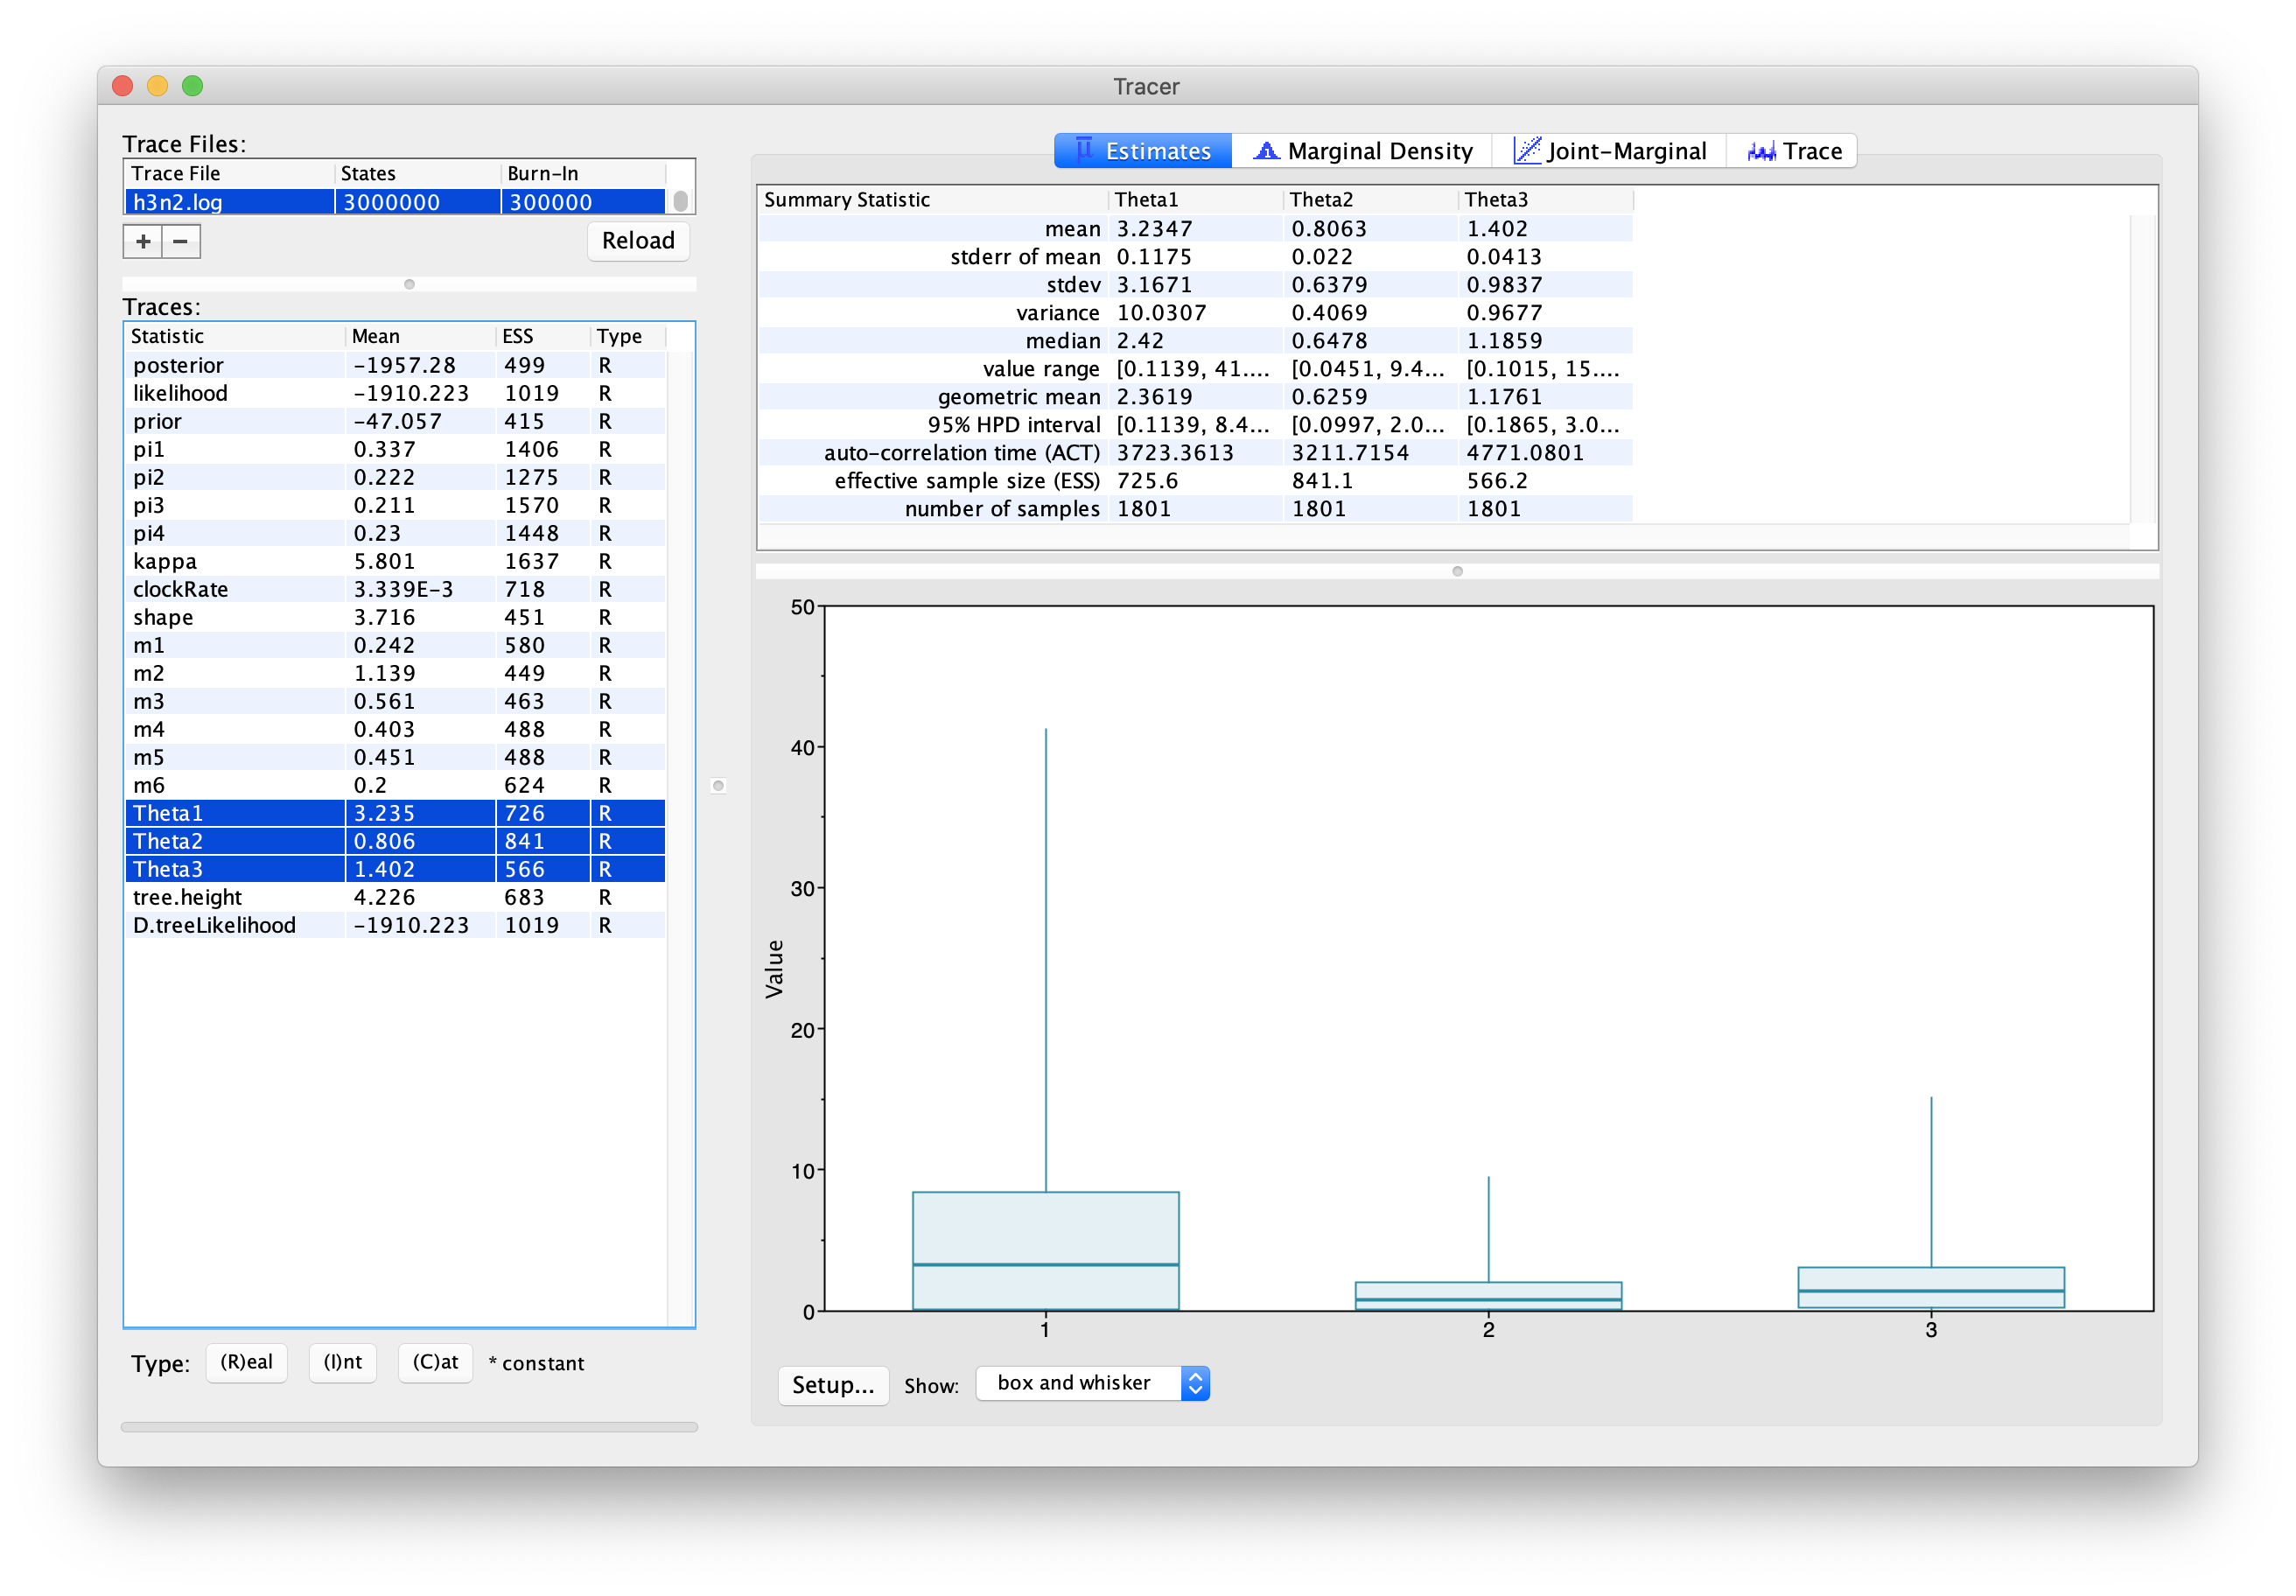 Tracer
Trace Files:
Trace File States Burn-In
h3n2.log 3000000 300000
+ −
Reload
Traces:
Statistic Mean ESS Type
posterior −1957.28 499 R
likelihood −1910.223 1019 R
prior −47.057 415 R
pi1 0.337 1406 R
pi2 0.222 1275 R
pi3 0.211 1570 R
pi4 0.23 1448 R
kappa 5.801 1637 R
clockRate 3.339E−3 718 R
shape 3.716 451 R
m1 0.242 580 R
m2 1.139 449 R
m3 0.561 463 R
m4 0.403 488 R
m5 0.451 488 R
m6 0.2 624 R
Theta1 3.235 726 R
Theta2 0.806 841 R
Theta3 1.402 566 R
tree.height 4.226 683 R
D.treeLikelihood −1910.223 1019 R
Type: (R)eal (I)nt (C)at * constant
μ Estimates Marginal Density Joint-Marginal Trace
Summary Statistic Theta1 Theta2 Theta3
mean 3.2347 0.8063 1.402
stderr of mean 0.1175 0.022 0.0413
stdev 3.1671 0.6379 0.9837
variance 10.0307 0.4069 0.9677
median 2.42 0.6478 1.1859
value range [0.1139, 41.... [0.0451, 9.4... [0.1015, 15....
geometric mean 2.3619 0.6259 1.1761
95% HPD interval [0.1139, 8.4... [0.0997, 2.0... [0.1865, 3.0...
auto-correlation time (ACT) 3723.3613 3211.7154 4771.0801
effective sample size (ESS) 725.6 841.1 566.2
number of samples 1801 1801 1801
50
40
30
20
10
0
Value
1 2 3
Setup... Show: box and whisker